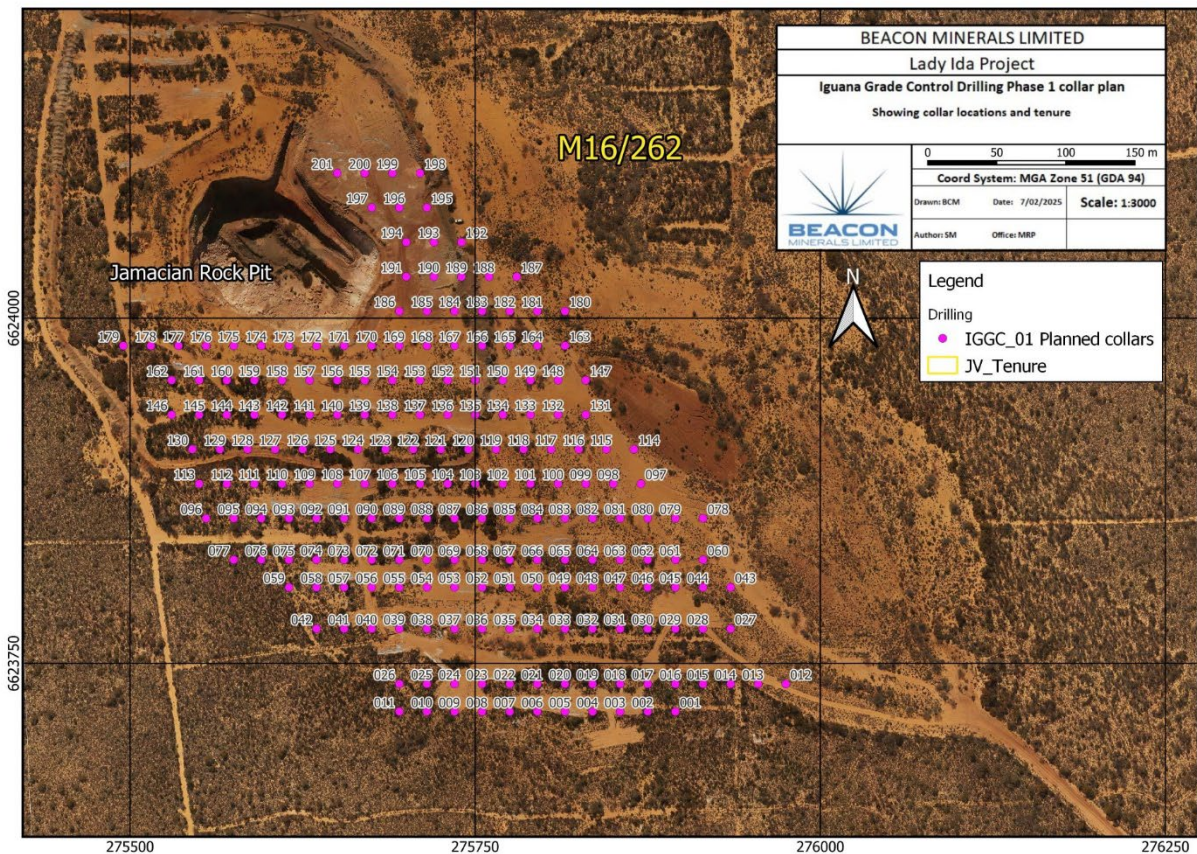 BEACON MINERALS LIMITED
Lady Ida Project
Iguana Grade Control Drilling Phase 1 collar plan
Showing collar locations and tenure
BEACON
MINERALS LIMITED
0 50 100 150 m
Coord System: MGA Zone 51 (GDA 94)
Drawn: BCM Date: 7/02/2025 Scale: 1:3000
Author: SM Office: MRP
M16/262
N
Legend
Drilling
IGGC_01 Planned collars
JV_Tenure
Jamacian Rock Pit
201 200 199 198
197 196 195
194 193 192
191 190 189 188 187
186 185 184 183 182 181 180
179 178 177 176 175 174 173 172 171 170 169 168 167 166 165 164 163
162 161 160 159 158 157 156 155 154 153 152 151 150 149 148 147
146 145 144 143 142 141 140 139 138 137 136 135 134 133 132 131
130 129 128 127 126 125 124 123 122 121 120 119 118 117 116 115 114
113 112 111 110 109 108 107 106 105 104 103 102 101 100 099 098 097
096 095 094 093 092 091 090 089 088 087 086 085 084 083 082 081 080 079 078
077 076 075 074 073 072 071 070 069 068 067 066 065 064 063 062 061 060
059 058 057 056 055 054 053 052 051 050 049 048 047 046 045 044 043
042 041 040 039 038 037 036 035 034 033 032 031 030 029 028 027
026 025 024 023 022 021 020 019 018 017 016 015 014 013 012
011 010 009 008 007 006 005 004 003 002 001
6624000
6623750
275500 275750 276000 276250